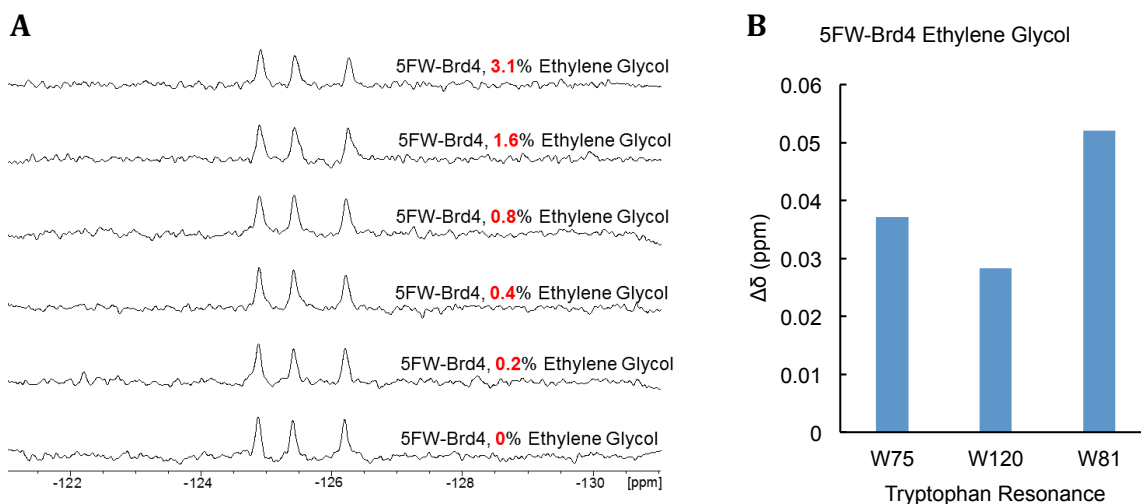 A
5FW-Brd4, 3.1% Ethylene Glycol
5FW-Brd4, 1.6% Ethylene Glycol
5FW-Brd4, 0.8% Ethylene Glycol
5FW-Brd4, 0.4% Ethylene Glycol
5FW-Brd4, 0.2% Ethylene Glycol
5FW-Brd4, 0% Ethylene Glycol
-122 -124 -126 -128 -130 [ppm]
B
5FW-Brd4 Ethylene Glycol
Δδ (ppm)
0.06
0.05
0.04
0.03
0.02
0.01
0
W75 W120 W81
Tryptophan Resonance